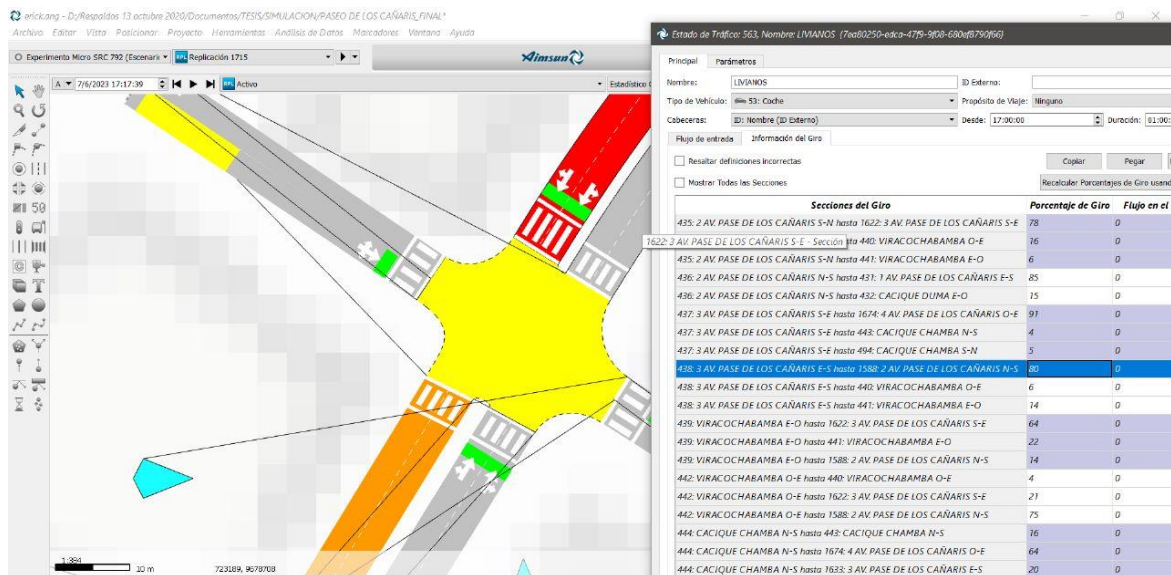 erick.ang - D:/Respaldos 13 octubre 2020/Documentos/TESIS/SIMULACION/PASEO DE LOS CAÑARIS_FINAL*
Archivo Editar Vista Posicionar Proyecto Herramientas Análisis de Datos Marcadores Ventana Ayuda
Experimento Micro SRC 792 (Escenari RPL Replicación 1715
Aimsun
A 7/6/2023 17:17:39 RPL Activo Estadístico
50
1:394
10 m
723189, 9678708
Estado de Tráfico: 563, Nombre: LIVIANOS {7ea80250-edca-47f9-9f08-680ef8790f66}
Principal Parámetros
Nombre: LIVIANOS ID Externo:
Tipo de Vehículo: 53: Coche Propósito de Viaje: Ninguno
Cabeceras: ID: Nombre (ID Externo) Desde: 17:00:00 Duración: 01:00:
Flujo de entrada Información del Giro
Resaltar definiciones incorrectas Copiar Pegar
Mostrar Todas las Secciones Recalcular Porcentajes de Giro usand
Secciones del Giro Porcentaje de Giro Flujo en el
435: 2 AV. PASE DE LOS CAÑARIS S-N hasta 1622: 3 AV. PASE DE LOS CAÑARIS S-E 78 0
1622: 3 AV. PASE DE LOS CAÑARIS S-E - Sección ta 440: VIRACOCHABAMBA O-E 16 0
435: 2 AV. PASE DE LOS CAÑARIS S-N hasta 441: VIRACOCHABAMBA E-O 6 0
436: 2 AV. PASE DE LOS CAÑARIS N-S hasta 431: 1 AV. PASE DE LOS CAÑARIS E-S 85 0
436: 2 AV. PASE DE LOS CAÑARIS N-S hasta 432: CACIQUE DUMA E-O 15 0
437: 3 AV. PASE DE LOS CAÑARIS S-E hasta 1674: 4 AV. PASE DE LOS CAÑARIS O-E 91 0
437: 3 AV. PASE DE LOS CAÑARIS S-E hasta 443: CACIQUE CHAMBA N-S 4 0
437: 3 AV. PASE DE LOS CAÑARIS S-E hasta 494: CACIQUE CHAMBA S-N 5 0
438: 3 AV. PASE DE LOS CAÑARIS E-S hasta 1588: 2 AV. PASE DE LOS CAÑARIS N-S 80 0
438: 3 AV. PASE DE LOS CAÑARIS E-S hasta 440: VIRACOCHABAMBA O-E 6 0
438: 3 AV. PASE DE LOS CAÑARIS E-S hasta 441: VIRACOCHABAMBA E-O 14 0
439: VIRACOCHABAMBA E-O hasta 1622: 3 AV. PASE DE LOS CAÑARIS S-E 64 0
439: VIRACOCHABAMBA E-O hasta 441: VIRACOCHABAMBA E-O 22 0
439: VIRACOCHABAMBA E-O hasta 1588: 2 AV. PASE DE LOS CAÑARIS N-S 14 0
442: VIRACOCHABAMBA O-E hasta 440: VIRACOCHABAMBA O-E 4 0
442: VIRACOCHABAMBA O-E hasta 1622: 3 AV. PASE DE LOS CAÑARIS S-E 21 0
442: VIRACOCHABAMBA O-E hasta 1588: 2 AV. PASE DE LOS CAÑARIS N-S 75 0
444: CACIQUE CHAMBA N-S hasta 443: CACIQUE CHAMBA N-S 16 0
444: CACIQUE CHAMBA N-S hasta 1674: 4 AV. PASE DE LOS CAÑARIS O-E 64 0
444: CACIQUE CHAMBA N-S hasta 1633: 3 AV. PASE DE LOS CAÑARIS E-S 20 0